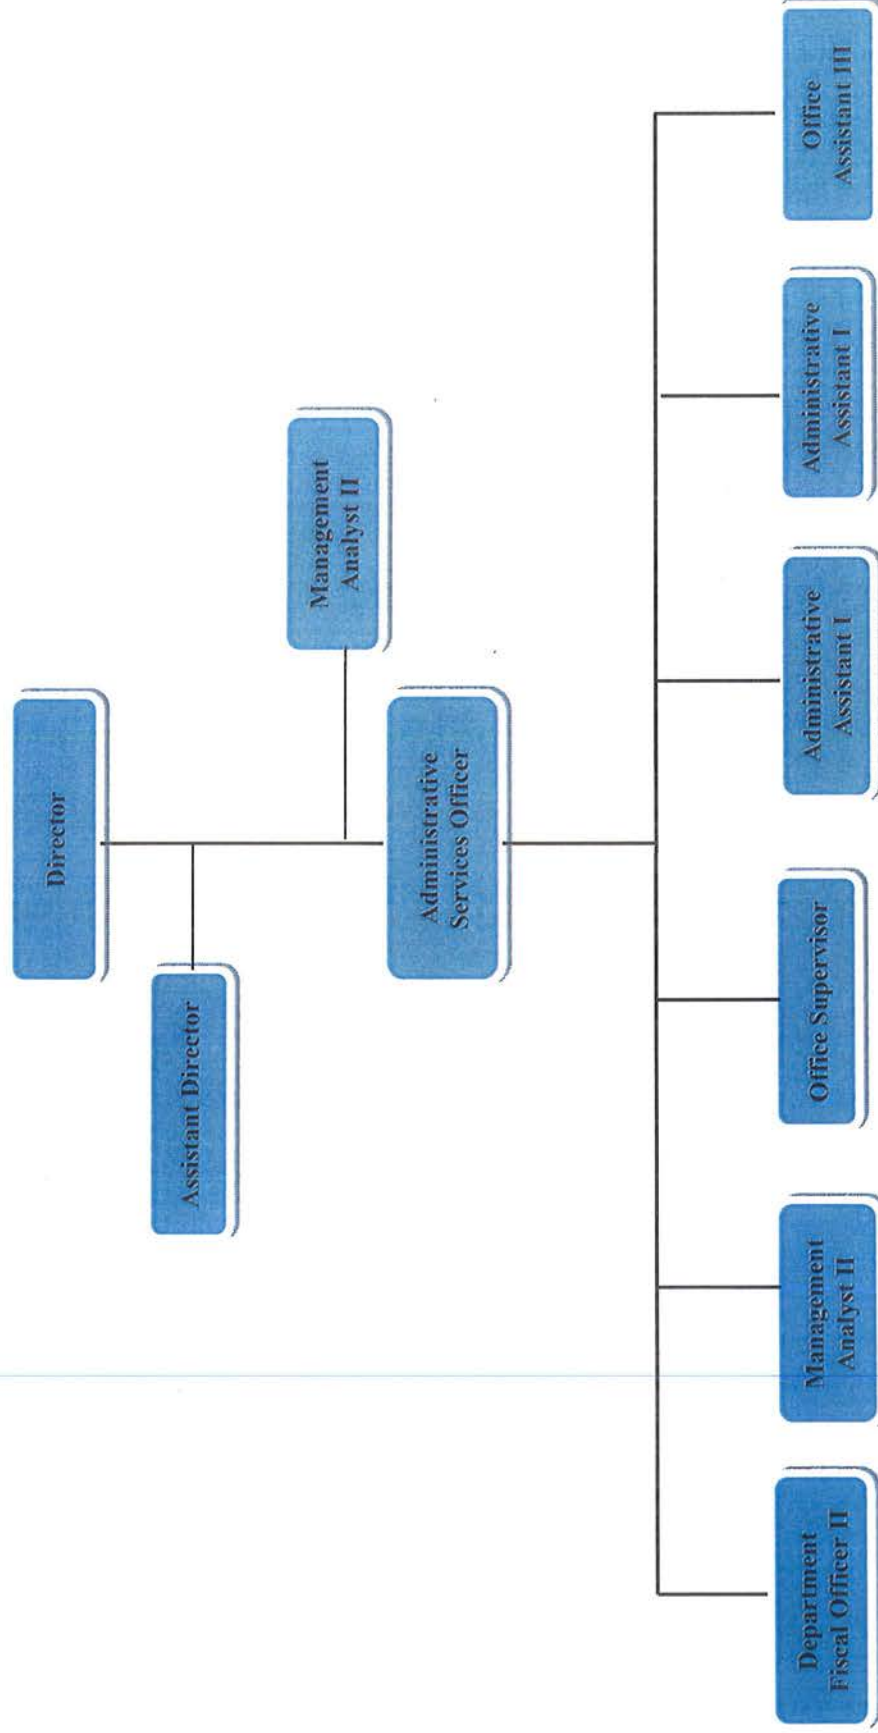 Director
Assistant Director
Management
Analyst II
Administrative
Services Officer
Department
Fiscal Officer II
Management
Analyst II
Office Supervisor
Administrative
Assistant I
Administrative
Assistant I
Office
Assistant III